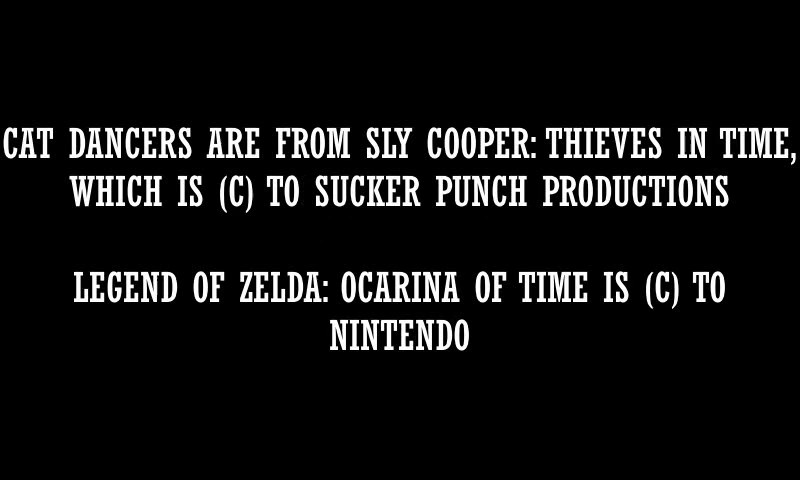 CAT DANCERS ARE FROM SLY COOPER: THIEVES IN TIME,
WHICH IS (C) TO SUCKER PUNCH PRODUCTIONS
LEGEND OF ZELDA: OCARINA OF TIME IS (C) TO
NINTENDO